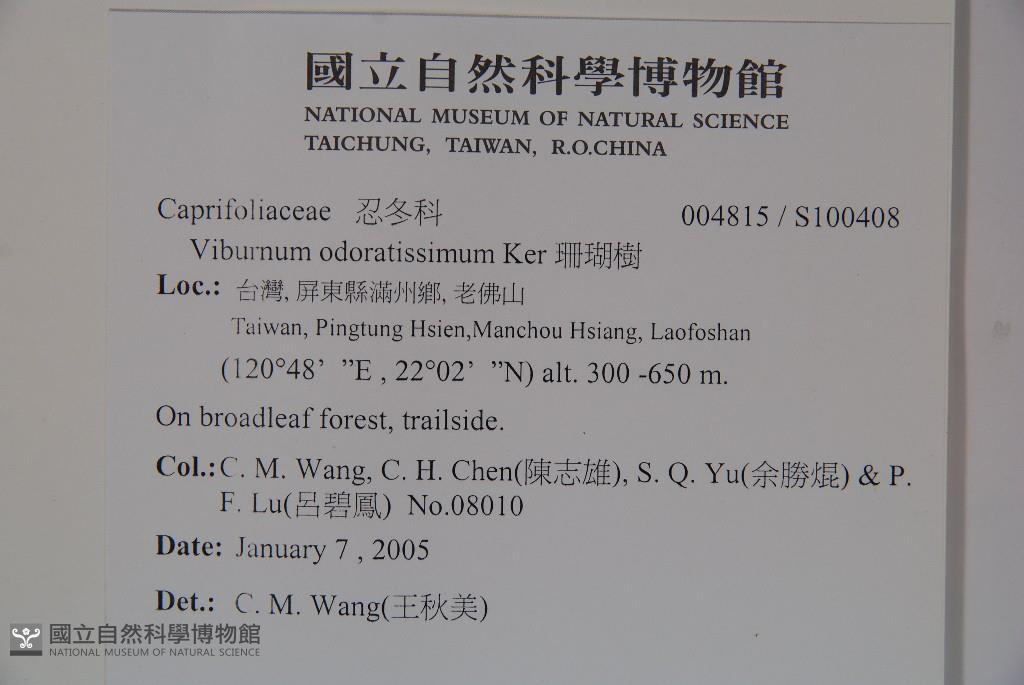 國立自然科學博物館
NATIONAL MUSEUM OF NATURAL SCIENCE
TAICHUNG, TAIWAN, R.O.CHINA
Caprifoliaceae 忍冬科 004815 / S100408
Viburnum odoratissimum Ker 珊瑚樹
Loc.: 台灣, 屏東縣滿州鄉, 老佛山
Taiwan, Pingtung Hsien,Manchou Hsiang, Laofoshan
(120°48’ ”E , 22°02’ ”N) alt. 300 -650 m.
On broadleaf forest, trailside.
Col.: C. M. Wang, C. H. Chen(陳志雄), S. Q. Yu(余勝焜) & P.
F. Lu(呂碧鳳) No.08010
Date: January 7 , 2005
Det.: C. M. Wang(王秋美)
國立自然科學博物館
NATIONAL MUSEUM OF NATURAL SCIENCE